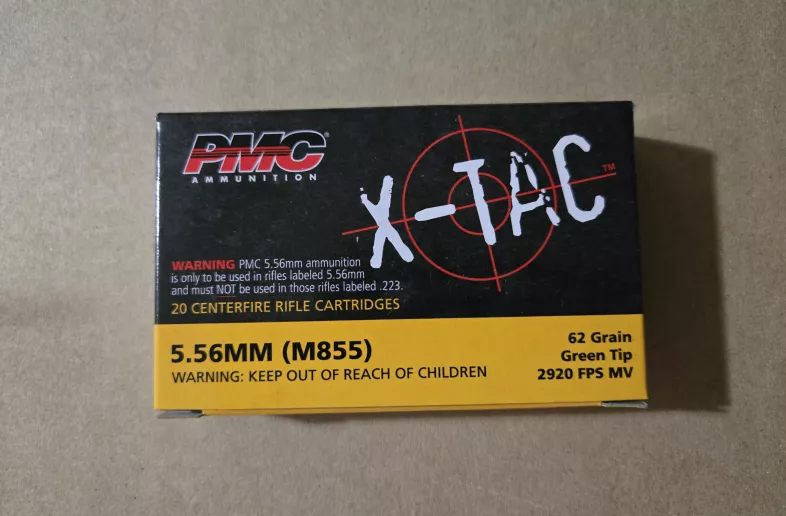 PMC®
AMMUNITION
X-TAC™
WARNING PMC 5.56mm ammunition
is only to be used in rifles labeled 5.56mm
and must NOT be used in those rifles labeled .223.
20 CENTERFIRE RIFLE CARTRIDGES
5.56MM (M855)
WARNING: KEEP OUT OF REACH OF CHILDREN
62 Grain
Green Tip
2920 FPS MV